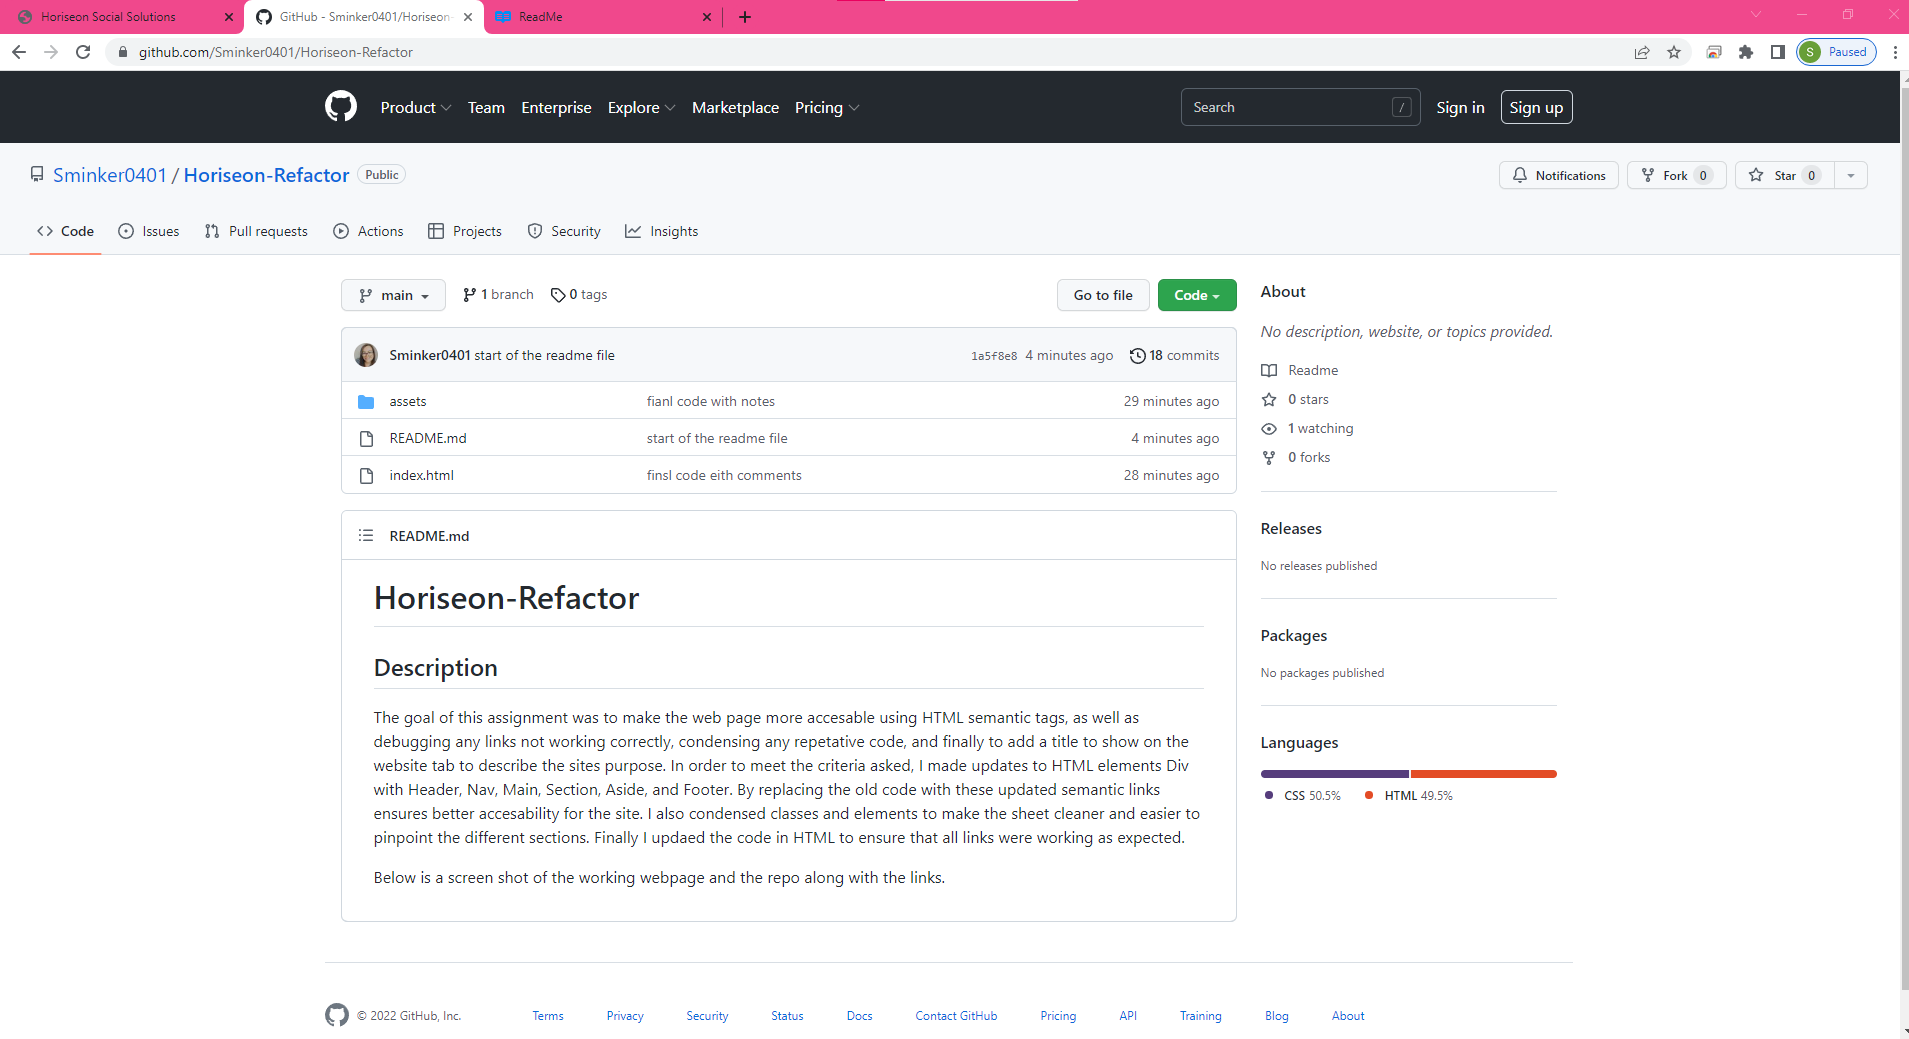 Horiseon Social Solutions
GitHub - Sminker0401/Horiseon-
ReadMe
github.com/Sminker0401/Horiseon-Refactor
S Paused
Product Team Enterprise Explore Marketplace Pricing
Search /
Sign in Sign up
Sminker0401 / Horiseon-Refactor Public
Notifications Fork 0 Star 0
Code Issues Pull requests Actions Projects Security Insights
main 1 branch 0 tags Go to file Code
Sminker0401 start of the readme file 1a5f8e8 4 minutes ago 18 commits
assets fianl code with notes 29 minutes ago
README.md start of the readme file 4 minutes ago
index.html finsl code eith comments 28 minutes ago
README.md
Horiseon-Refactor
Description
The goal of this assignment was to make the web page more accesable using HTML semantic tags, as well as
debugging any links not working correctly, condensing any repetative code, and finally to add a title to show on the
website tab to describe the sites purpose. In order to meet the criteria asked, I made updates to HTML elements Div
with Header, Nav, Main, Section, Aside, and Footer. By replacing the old code with these updated semantic links
ensures better accesability for the site. I also condensed classes and elements to make the sheet cleaner and easier to
pinpoint the different sections. Finally I updaed the code in HTML to ensure that all links were working as expected.
Below is a screen shot of the working webpage and the repo along with the links.
About
No description, website, or topics provided.
Readme
0 stars
1 watching
0 forks
Releases
No releases published
Packages
No packages published
Languages
CSS 50.5% HTML 49.5%
© 2022 GitHub, Inc. Terms Privacy Security Status Docs Contact GitHub Pricing API Training Blog About